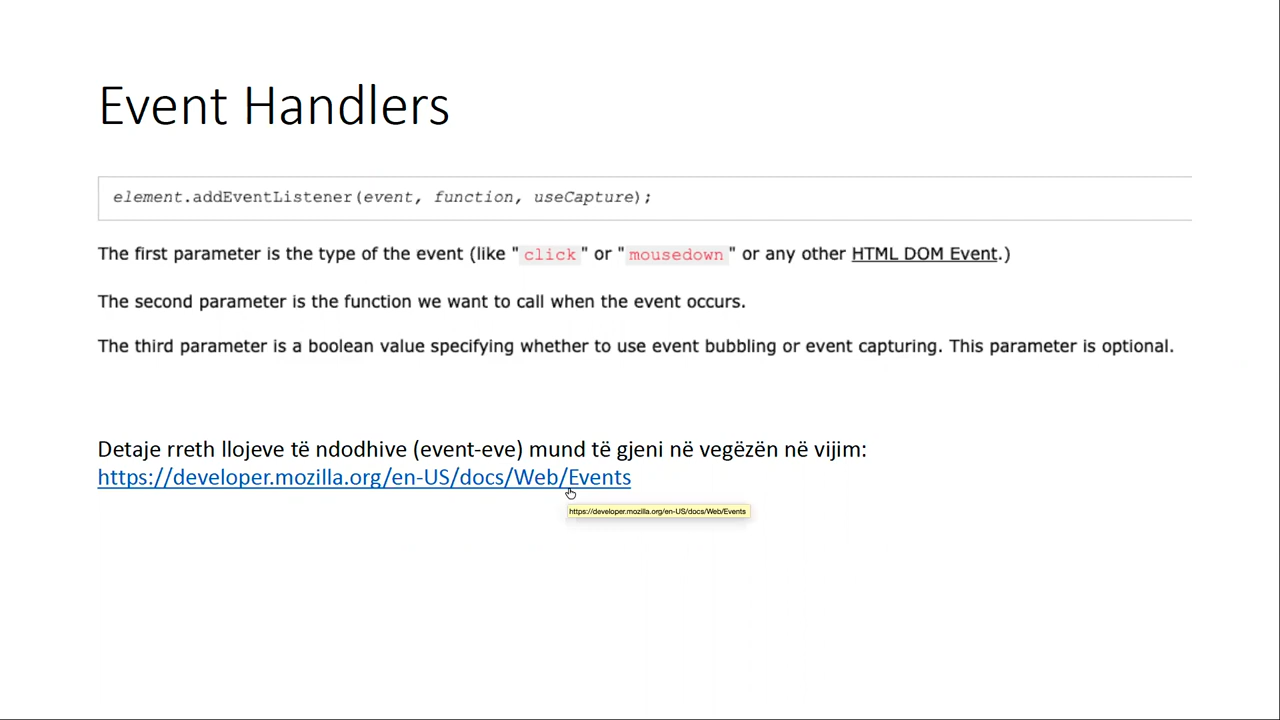 Event Handlers
element.addEventListener(event, function, useCapture);
The first parameter is the type of the event (like "click" or "mousedown" or any other HTML DOM Event.)
The second parameter is the function we want to call when the event occurs.
The third parameter is a boolean value specifying whether to use event bubbling or event capturing. This parameter is optional.
Detaje rreth llojeve të ndodhive (event-eve) mund të gjeni në vegëzën në vijim:
https://developer.mozilla.org/en-US/docs/Web/Events
https://developer.mozilla.org/en-US/docs/Web/Events